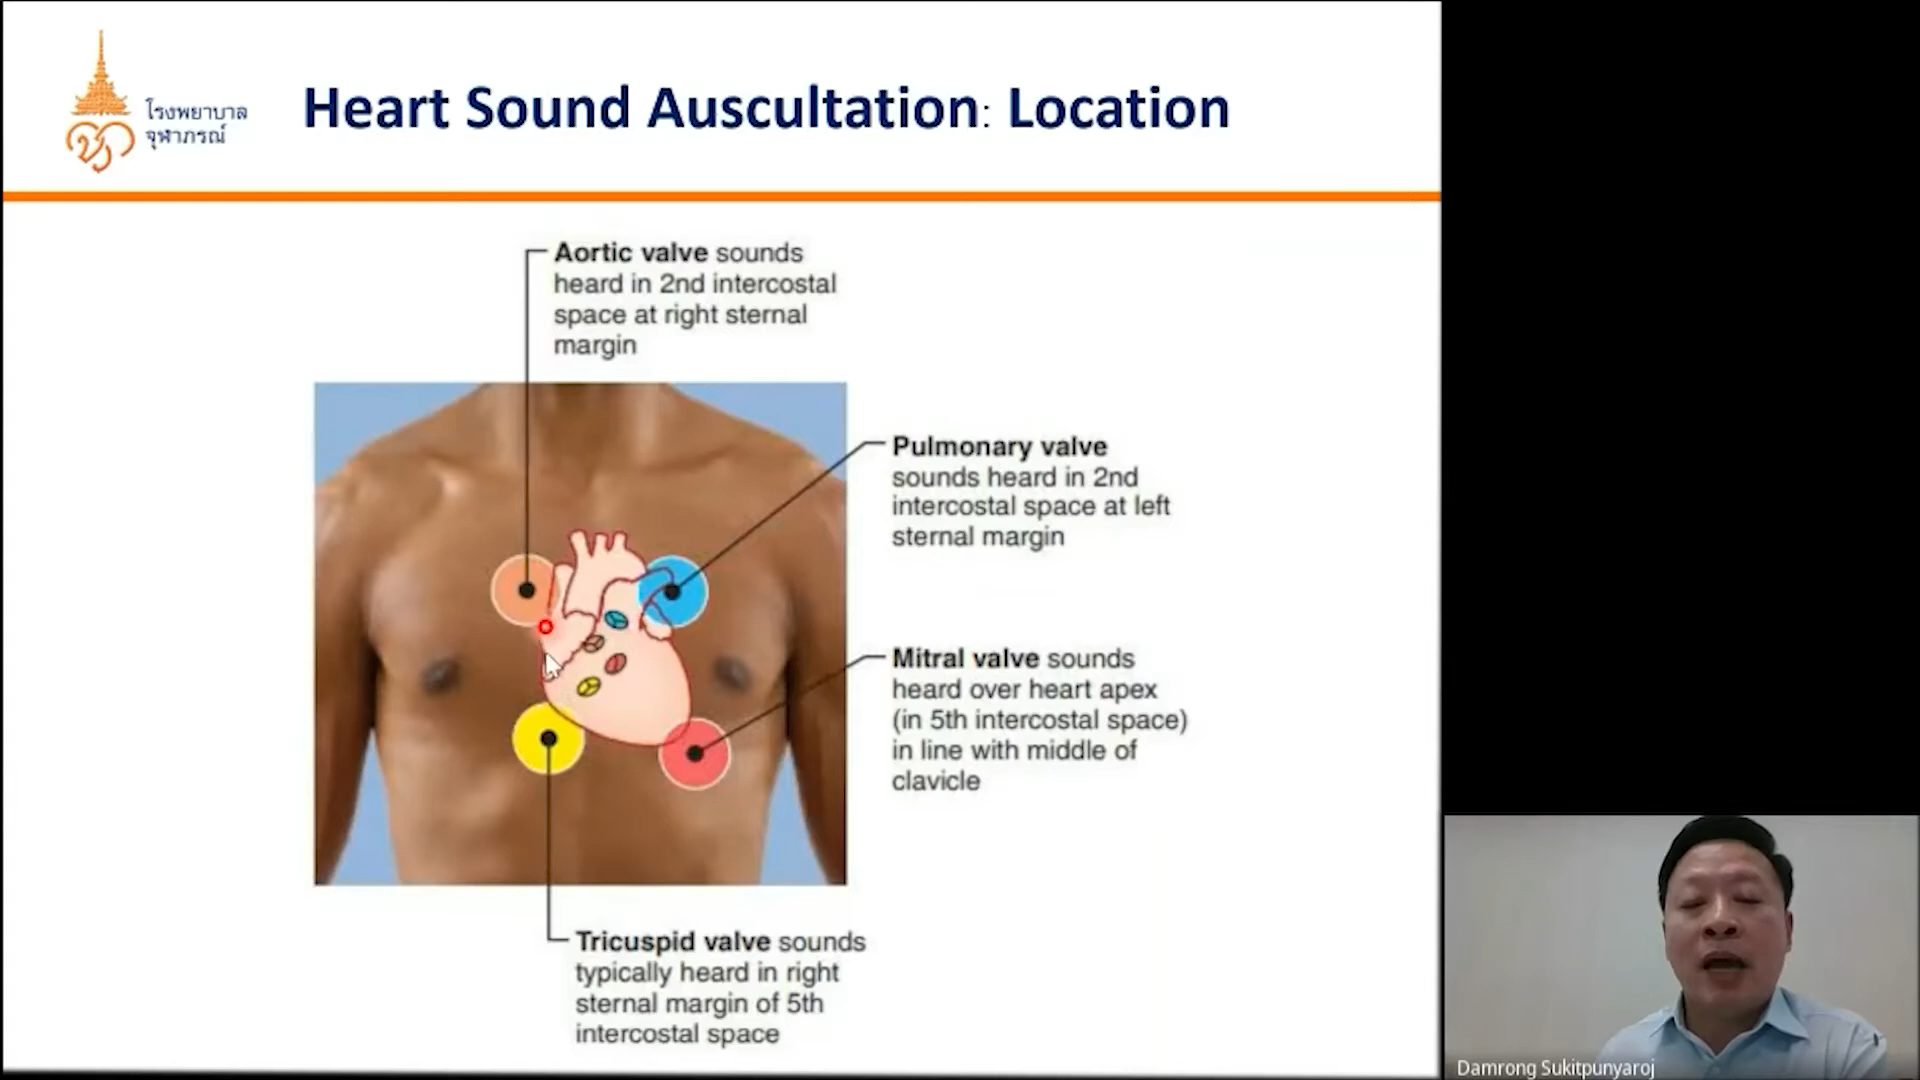 โรงพยาบาล
จุฬาภรณ์
Heart Sound Auscultation: Location
Aortic valve sounds
heard in 2nd intercostal
space at right sternal
margin
Pulmonary valve
sounds heard in 2nd
intercostal space at left
sternal margin
Mitral valve sounds
heard over heart apex
(in 5th intercostal space)
in line with middle of
clavicle
Tricuspid valve sounds
typically heard in right
sternal margin of 5th
intercostal space
Damrong Sukitpunyaroj